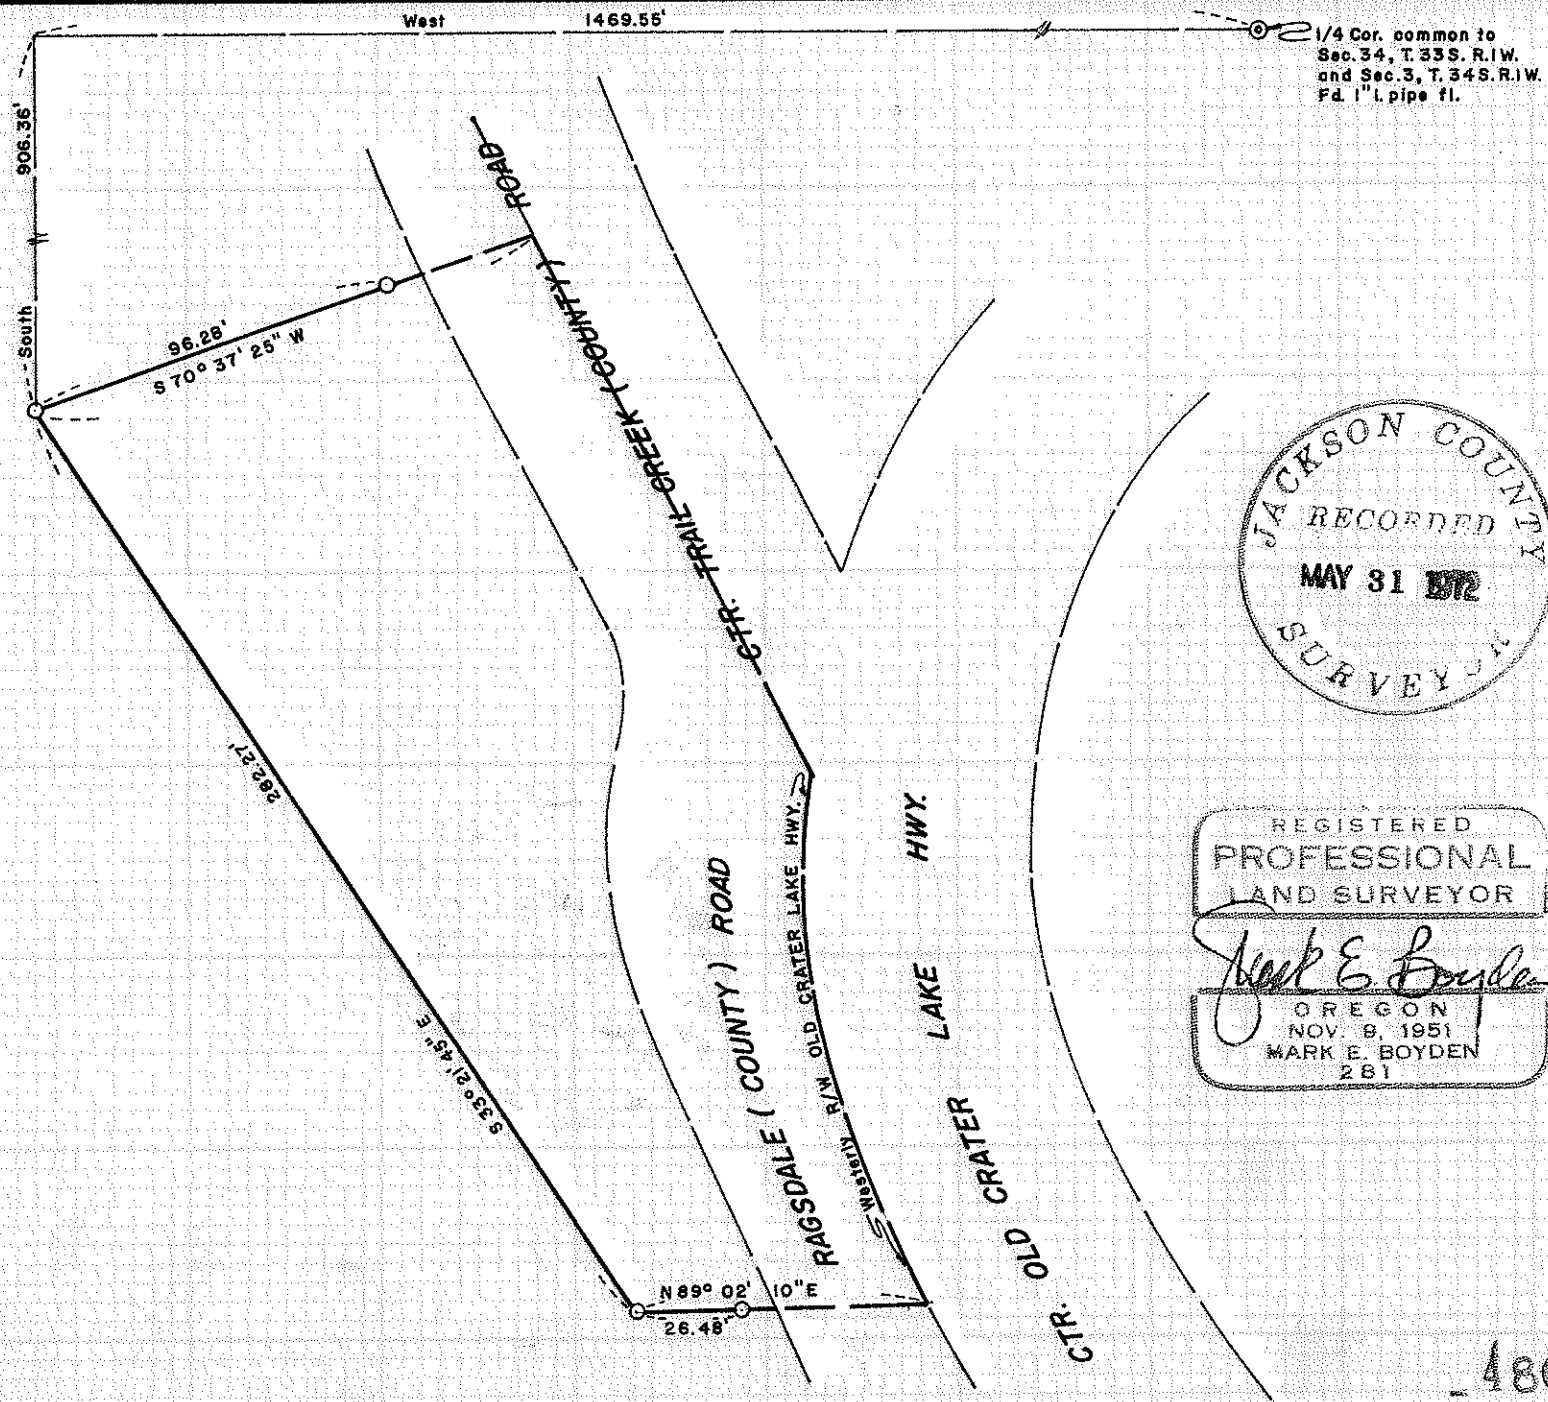 West 1469.55'
1/4 Cor. common to
Sec. 34, T. 33 S. R. 1 W.
and Sec. 3, T. 34 S. R. 1 W.
Fd. 1" I. pipe fl.
906.36'
South
96.28'
S 70° 37' 25" W
CTR. TRAIL CREEK (COUNTY) ROAD
JACKSON COUNTY
RECORDED
MAY 31 1972
SURVEYOR
282.27'
S 33° 21' 45" E
RAGSDALE (COUNTY) ROAD
Westerly R/W OLD CRATER LAKE HWY.
CTR. OLD CRATER LAKE HWY.
REGISTERED
PROFESSIONAL
LAND SURVEYOR
Mark E. Boyden
OREGON
NOV. 9, 1951
MARK E. BOYDEN
281
N 89° 02' 10" E
26.48'